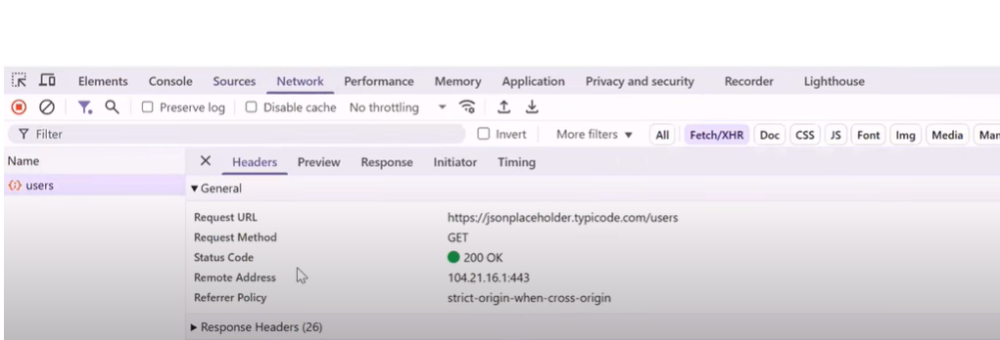 Elements Console Sources Network Performance Memory Application Privacy and security Recorder Lighthouse
Preserve log Disable cache No throttling
Filter Invert More filters All Fetch/XHR Doc CSS JS Font Img Media
Name Headers Preview Response Initiator Timing
users
General
Request URL https://jsonplaceholder.typicode.com/users
Request Method GET
Status Code 200 OK
Remote Address 104.21.16.1:443
Referrer Policy strict-origin-when-cross-origin
Response Headers (26)